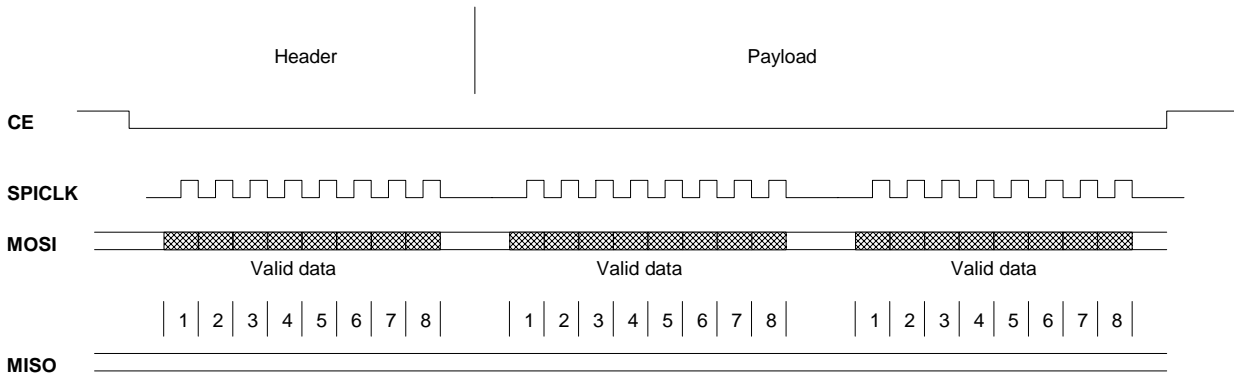 Header Payload
CE
SPICLK
MOSI
Valid data Valid data Valid data
1 2 3 4 5 6 7 8 1 2 3 4 5 6 7 8 1 2 3 4 5 6 7 8
MISO